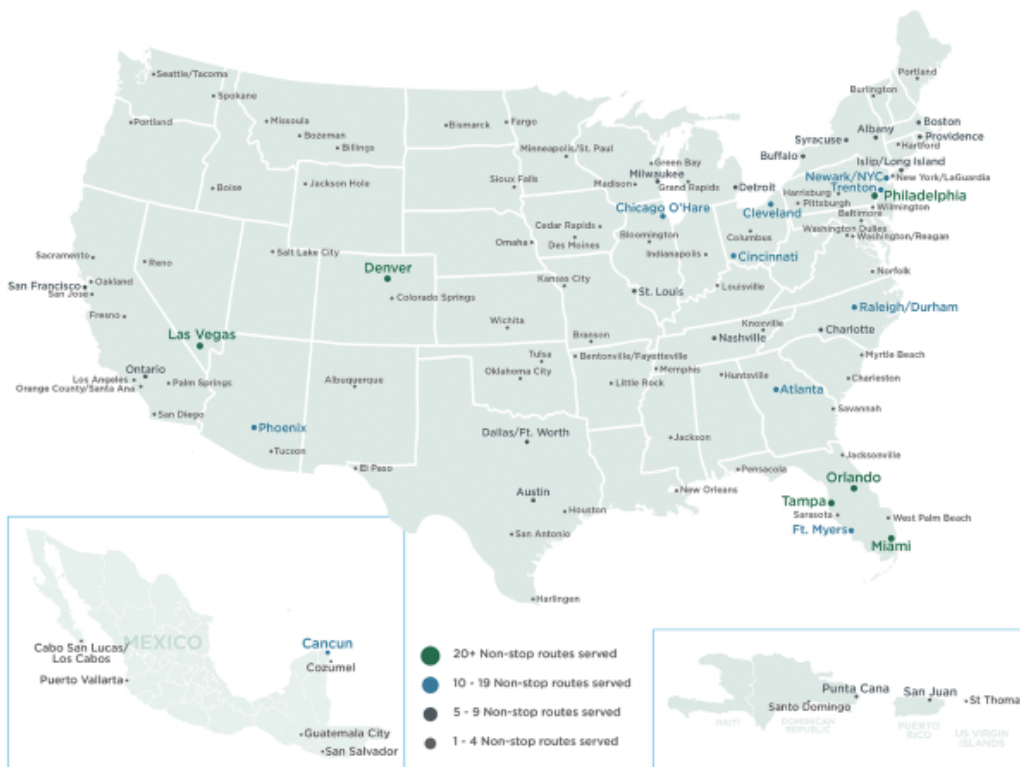 Portland
Seattle/Tacoma
Burlington
Spokane
Portland
Missoula
Bismarck
Fargo
Boston
Albany
Bozeman
Providence
Syracuse
Hartford
Billings
Minneapolis/St. Paul
Buffalo
Islip/Long Island
Green Bay
Milwaukee
Newark/NYC
New York/LaGuardia
Sioux Falls
Madison
Grand Rapids
Detroit
Trenton
Boise
Jackson Hole
Harrisburg
Philadelphia
Pittsburgh
Chicago O'Hare
Cleveland
Wilmington
Baltimore
Cedar Rapids
Washington Dulles
Bloomington
Columbus
Washington/Reagan
Omaha
Des Moines
Salt Lake City
Indianapolis
Cincinnati
Sacramento
Reno
Denver
Norfolk
Oakland
San Francisco
San Jose
Kansas City
St. Louis
Louisville
Colorado Springs
Fresno
Raleigh/Durham
Wichita
Knoxville
Charlotte
Las Vegas
Branson
Nashville
Tulsa
Bentonville/Fayetteville
Myrtle Beach
Ontario
Oklahoma City
Memphis
Huntsville
Los Angeles
Palm Springs
Albuquerque
Little Rock
Charleston
Orange County/Santa Ana
Atlanta
San Diego
Savannah
Phoenix
Dallas/Ft. Worth
Jackson
Tucson
Jacksonville
El Paso
Pensacola
Orlando
Austin
New Orleans
Tampa
Houston
Sarasota
West Palm Beach
Ft. Myers
San Antonio
Miami
Harlingen
MEXICO
Cabo San Lucas/
Los Cabos
Cancun
Cozumel
Puerto Vallarta
Guatemala City
San Salvador
20+ Non-stop routes served
10 - 19 Non-stop routes served
5 - 9 Non-stop routes served
1 - 4 Non-stop routes served
Punta Cana
San Juan
St Thoma
Santo Domingo
HAITI
DOMINICAN
REPUBLIC
PUERTO
RICO
US VIRGIN
ISLANDS